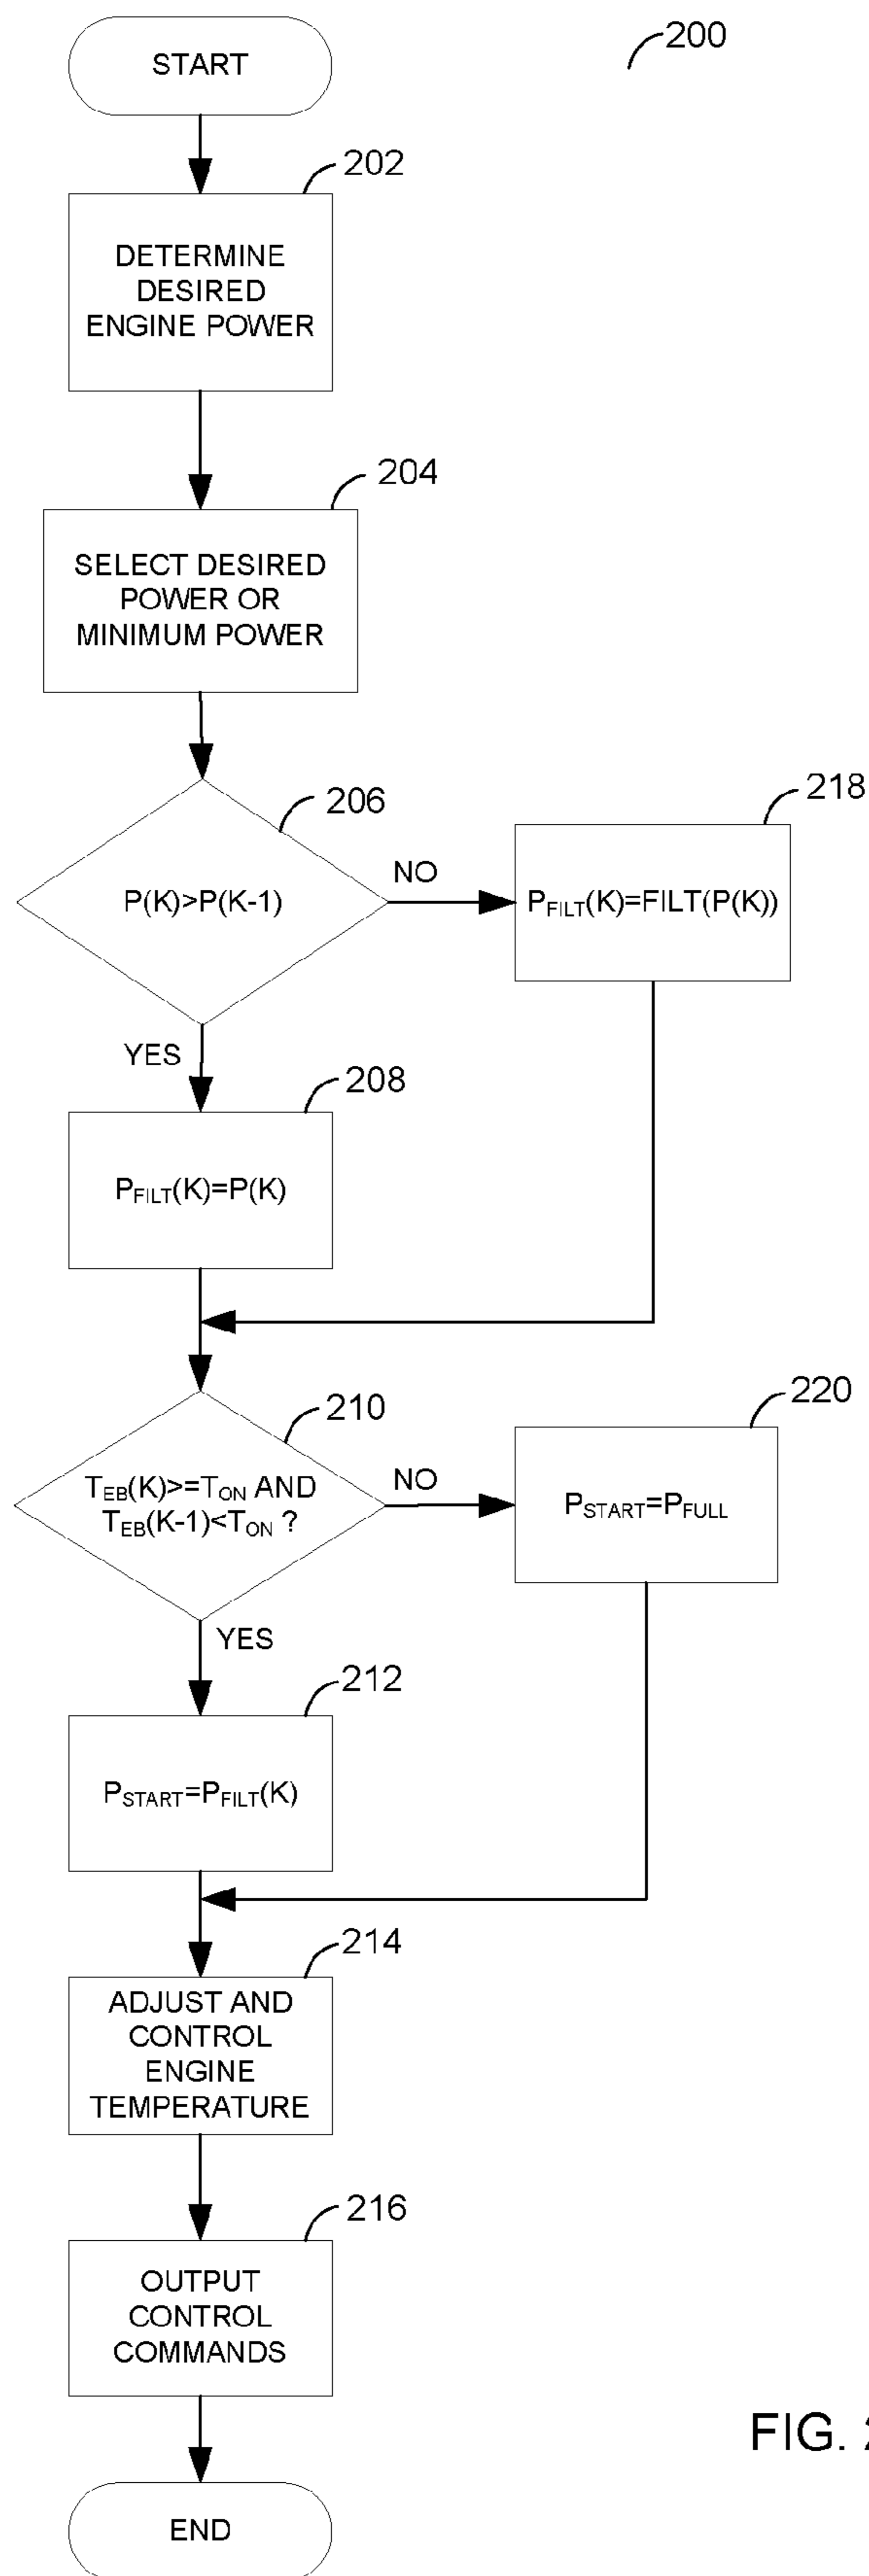 START
200
202
DETERMINE
DESIRED
ENGINE POWER
204
SELECT DESIRED
POWER OR
MINIMUM POWER
206
P(K)>P(K-1)
NO
218
PFILT(K)=FILT(P(K))
YES
208
PFILT(K)=P(K)
210
TEB(K)>=TON AND
TEB(K-1)<TON ?
NO
220
PSTART=PFULL
YES
212
PSTART=PFILT(K)
214
ADJUST AND
CONTROL
ENGINE
TEMPERATURE
216
OUTPUT
CONTROL
COMMANDS
FIG.
END